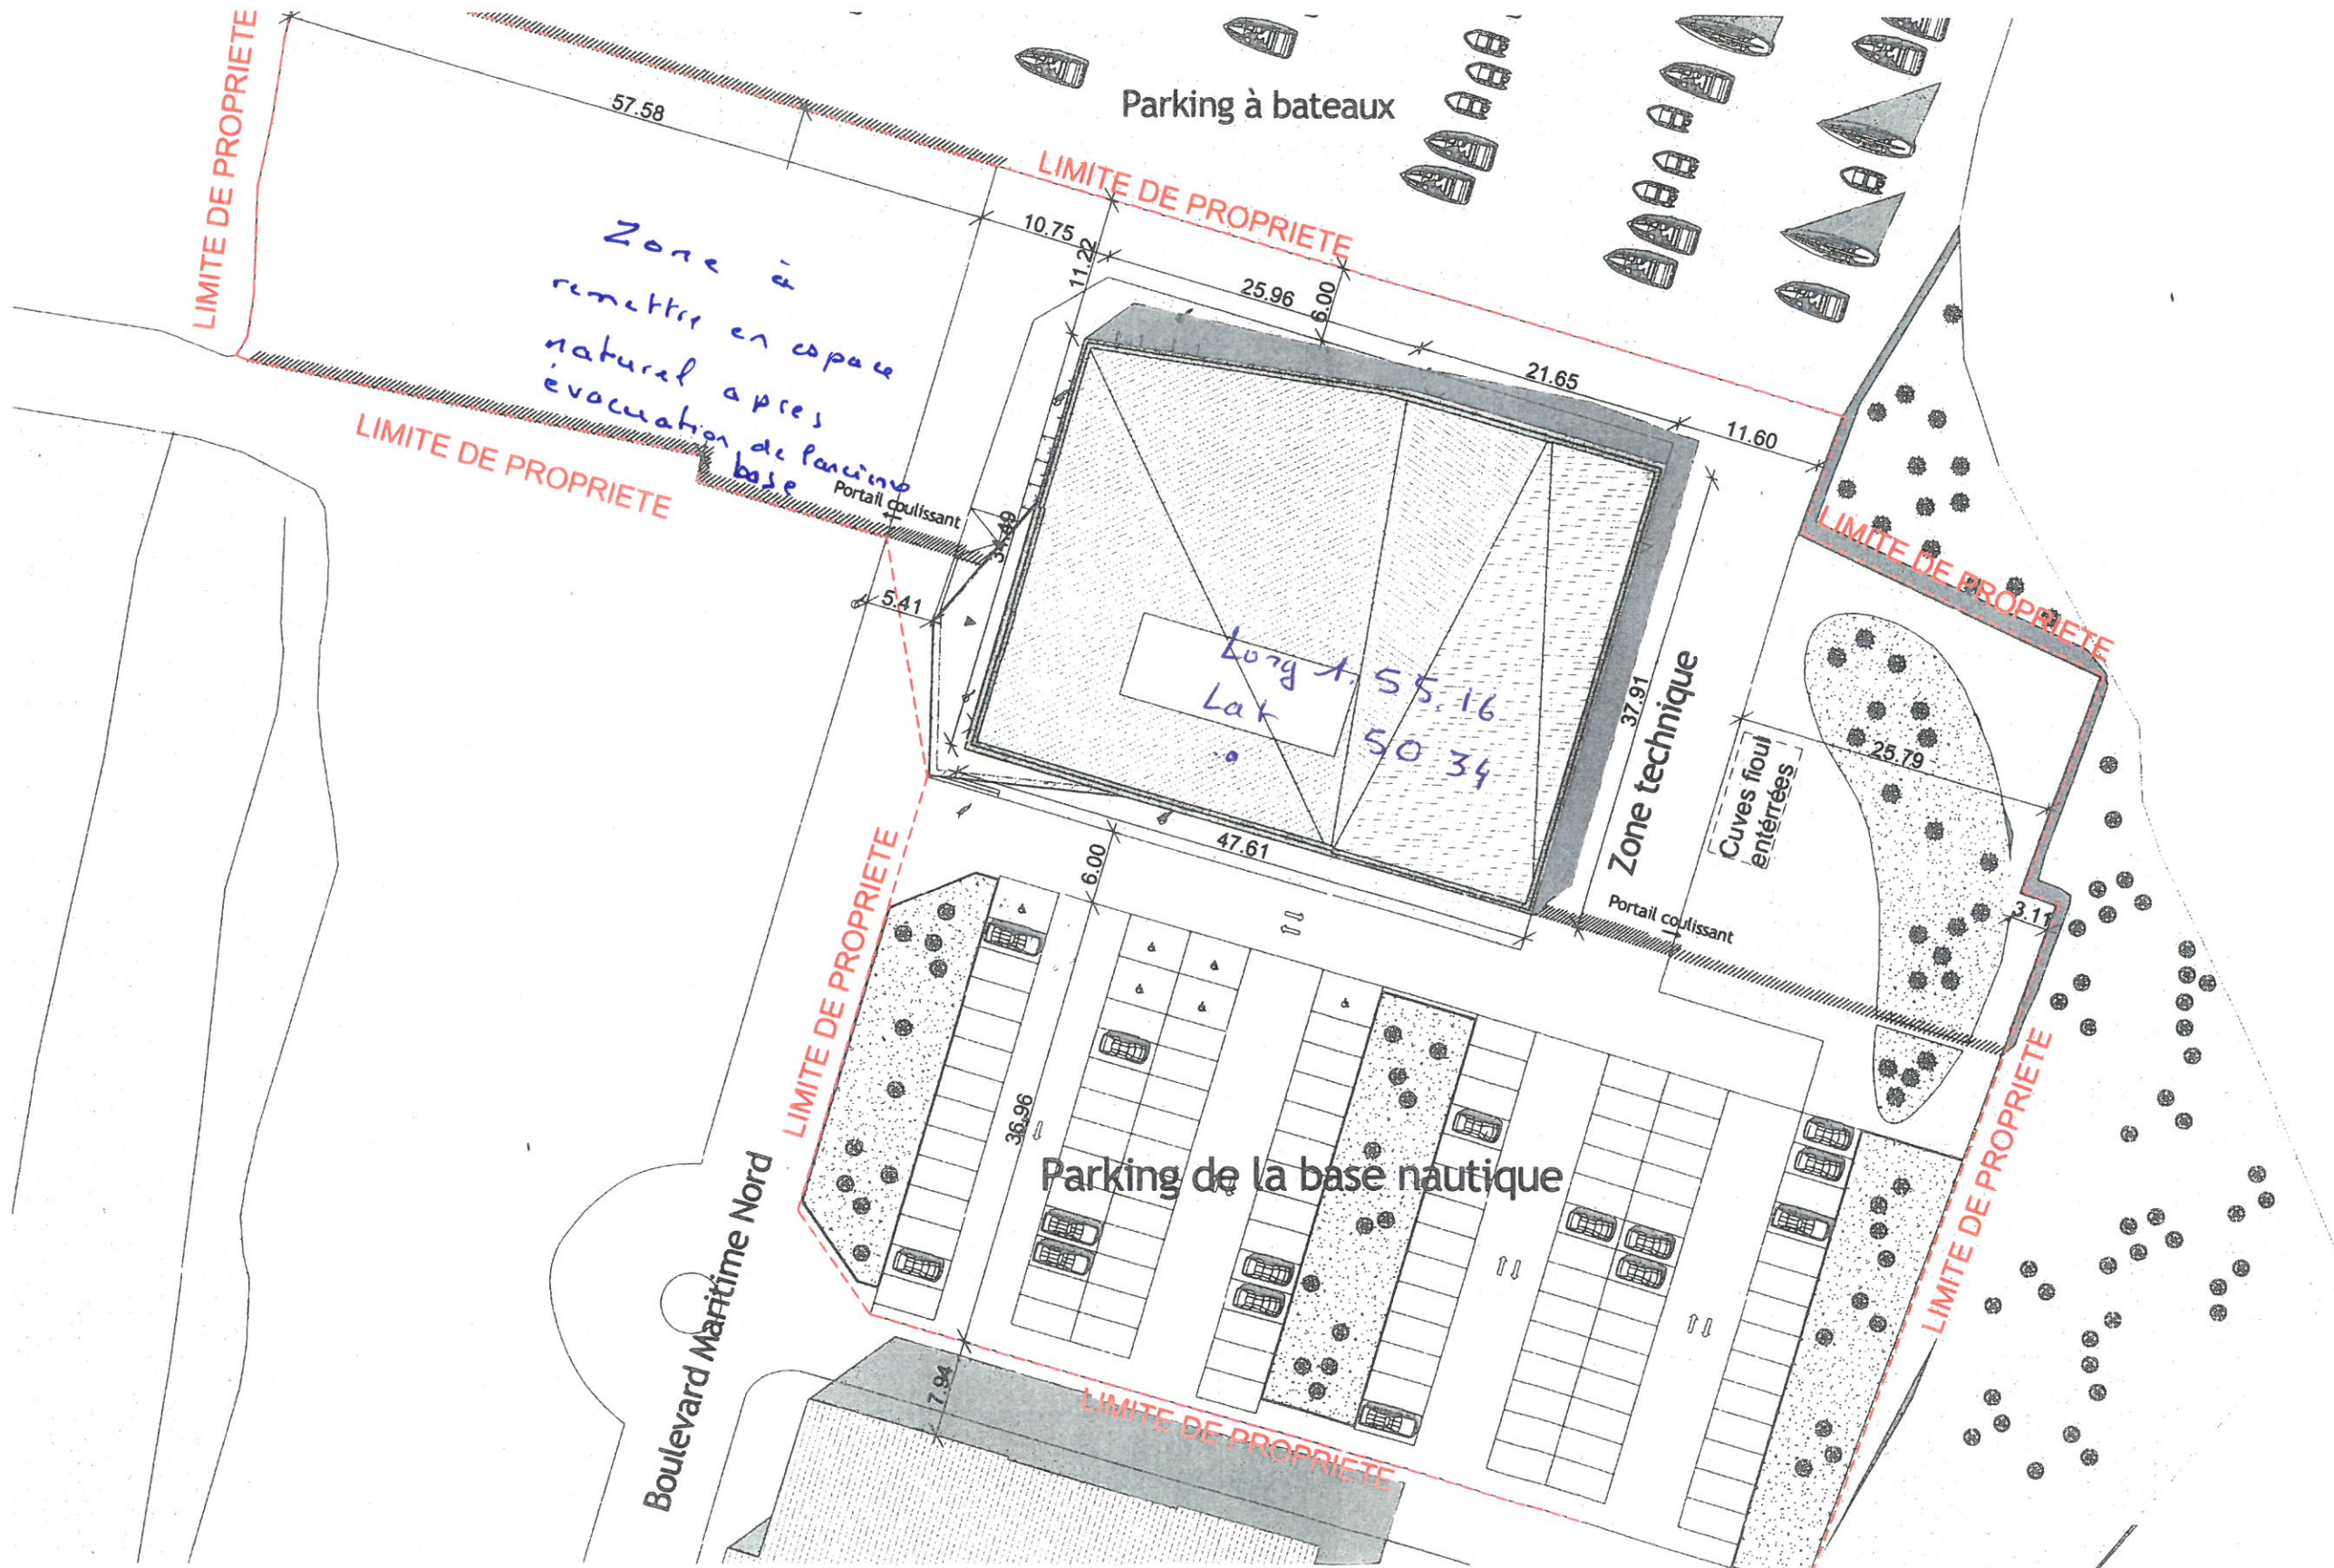 LIMITE DE PROPRIETE
57.58
Parking à bateaux
LIMITE DE PROPRIETE
10.75
11.22
25.96
6.00
21.65
11.60
Zone à
remettre en espace
naturel apres
évacuation de l'ancienne
base
LIMITE DE PROPRIETE
Portail coulissant
5.41
LIMITE DE PROPRIETE
Long 1. 55. 16
Lat
50 34
37.91
Zone technique
Cuves fioul
entérrées
25.79
3.11
47.61
6.00
Portail coulissant
LIMITE DE PROPRIETE
36.96
Parking de la base nautique
Boulevard Maritime Nord
7.94
LIMITE DE PROPRIETE
LIMITE DE PROPRIETE